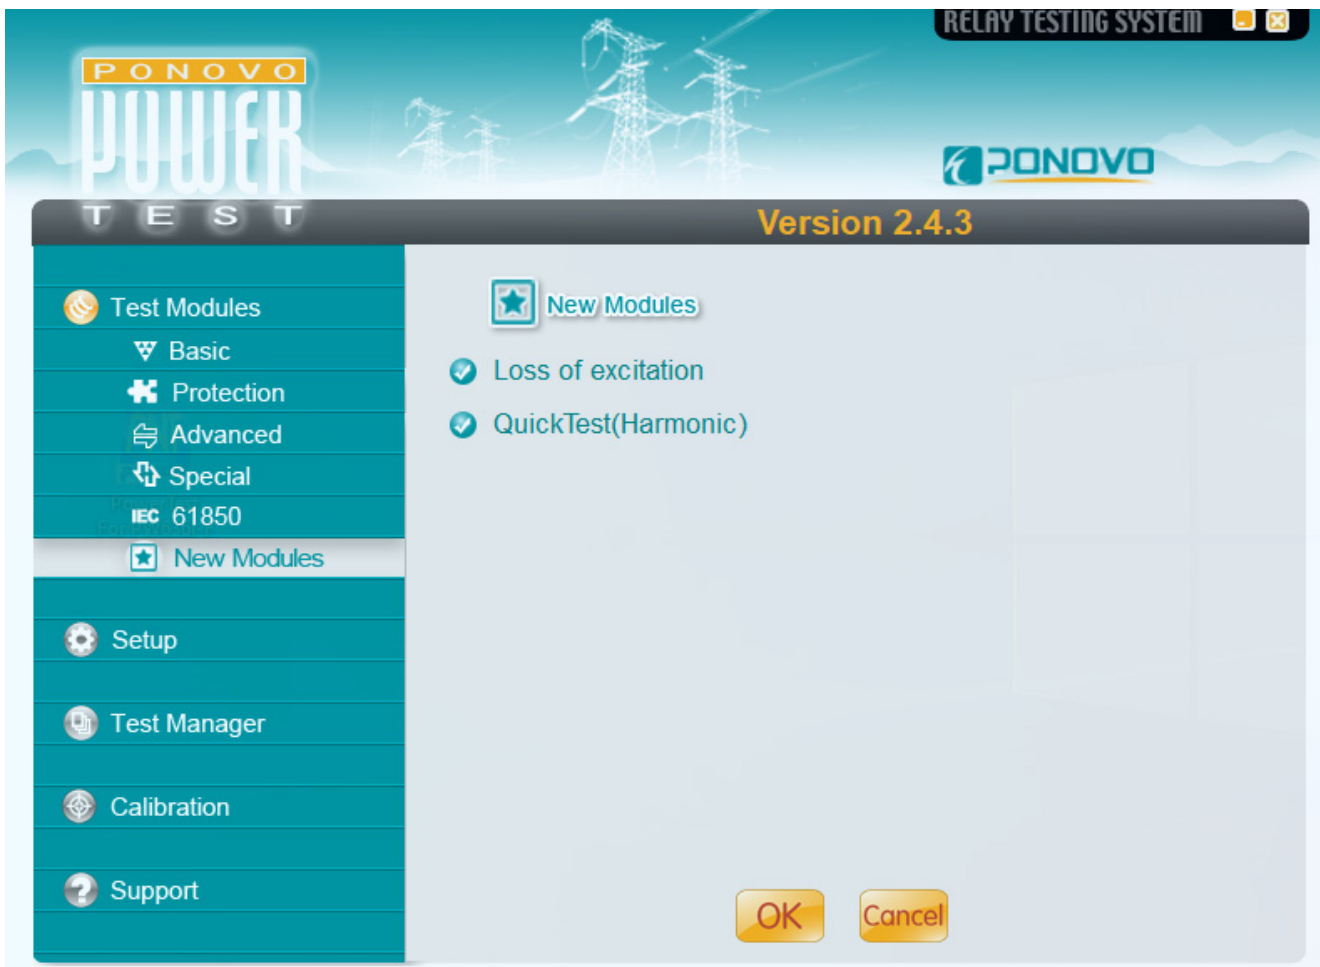 RELAY TESTING SYSTEM
PONOVO
POWER
TEST
PONOVO
Version 2.4.3
Test Modules
Basic
Protection
Advanced
Special
IEC 61850
New Modules
Setup
Test Manager
Calibration
Support
New Modules
Loss of excitation
QuickTest(Harmonic)
OK
Cancel